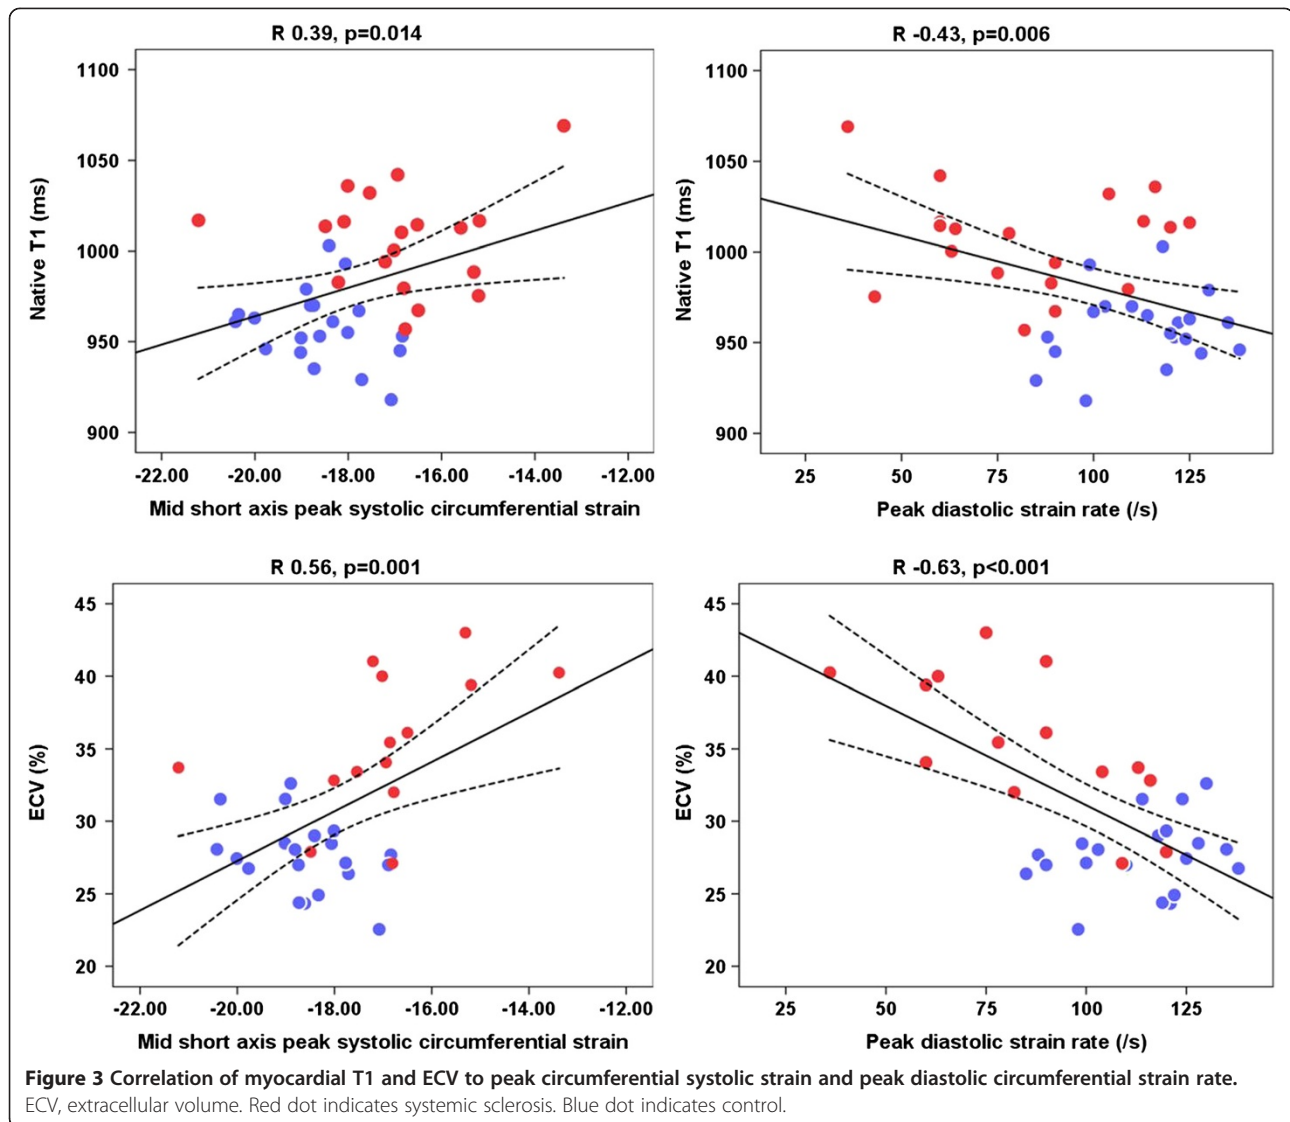 R 0.39, p=0.014
R -0.43, p=0.006
1100
1050
1000
950
900
Native T1 (ms)
-22.00 -20.00 -18.00 -16.00 -14.00 -12.00
Mid short axis peak systolic circumferential strain
1100
1050
1000
950
900
Native T1 (ms)
25 50 75 100 125
Peak diastolic strain rate (/s)
R 0.56, p=0.001
R -0.63, p<0.001
45
40
35
30
25
20
ECV (%)
-22.00 -20.00 -18.00 -16.00 -14.00 -12.00
Mid short axis peak systolic circumferential strain
45
40
35
30
25
20
ECV (%)
25 50 75 100 125
Peak diastolic strain rate (/s)
Figure 3 Correlation of myocardial T1 and ECV to peak circumferential systolic strain and peak diastolic circumferential strain rate.
ECV, extracellular volume. Red dot indicates systemic sclerosis. Blue dot indicates control.